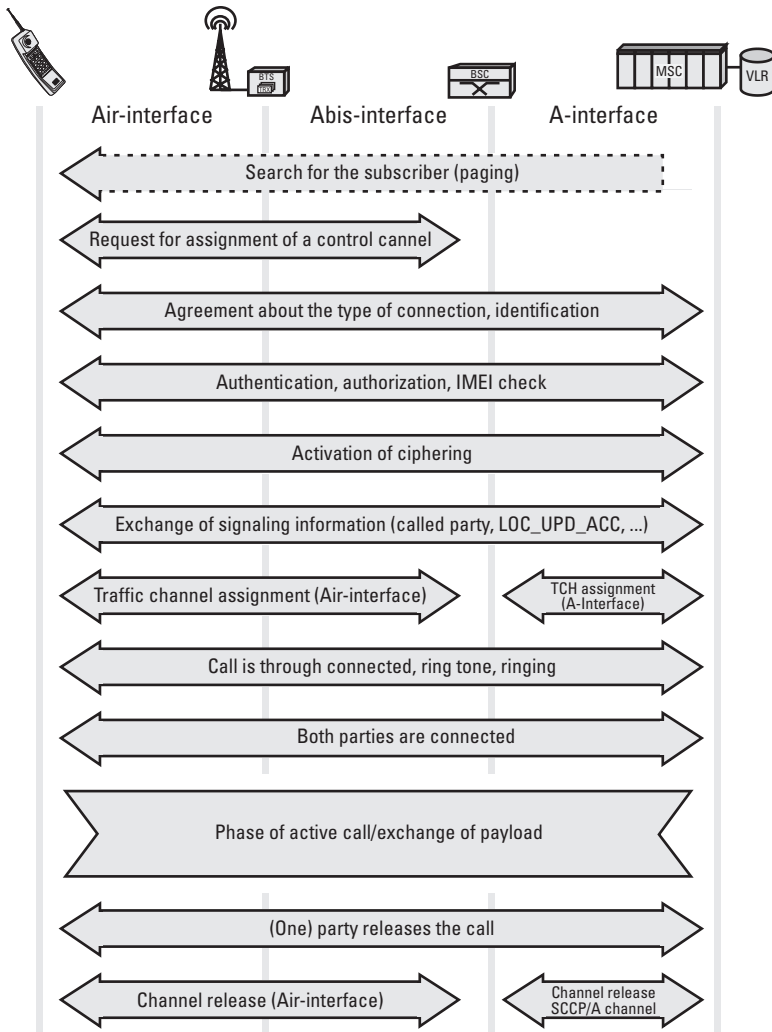 BTS
TRX
BSC
MSC
VLR
Air-interface
Abis-interface
A-interface
Search for the subscriber (paging)
Request for assignment of a control cannel
Agreement about the type of connection, identification
Authentication, authorization, IMEI check
Activation of ciphering
Exchange of signaling information (called party, LOC_UPD_ACC, ...)
Traffic channel assignment (Air-interface)
TCH assignment
(A-Interface)
Call is through connected, ring tone, ringing
Both parties are connected
Phase of active call/exchange of payload
(One) party releases the call
Channel release (Air-interface)
Channel release
SCCP/A channel